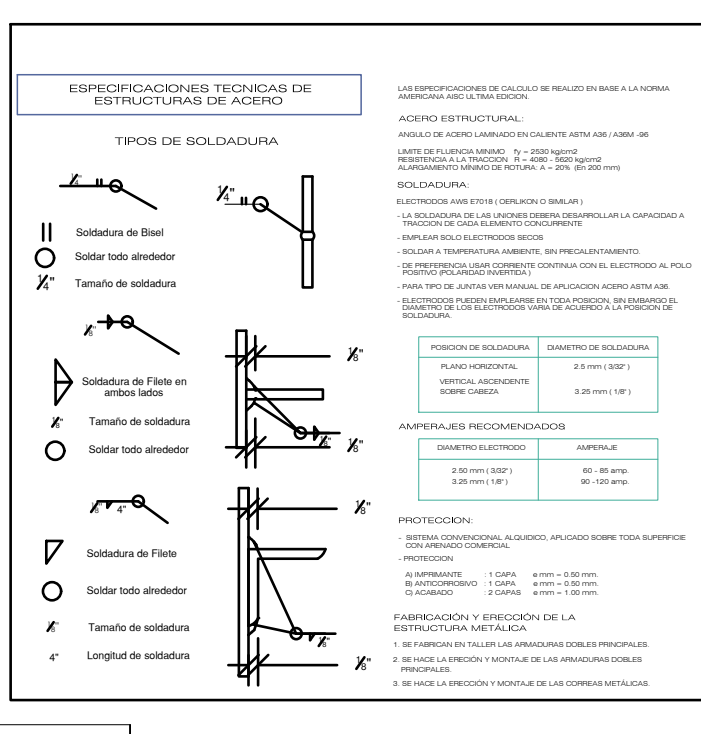 ESPECIFICACIONES TECNICAS DE
ESTRUCTURAS DE ACERO
TIPOS DE SOLDADURA
1/4"
1/4"
Soldadura de Bisel
Soldar todo alrededor
1/4" Tamaño de soldadura
1/8"
1/8"
Soldadura de Filete en
ambos lados
1/8" Tamaño de soldadura
1/8" 1/8"
Soldar todo alrededor
1/8" 4"
1/8"
Soldadura de Filete
Soldar todo alrededor
1/8" Tamaño de soldadura
1/8"
4" Longitud de soldadura
1/8"
LAS ESPECIFICACIONES DE CALCULO SE REALIZO EN BASE A LA NORMA
AMERICANA AISC ULTIMA EDICION.
ACERO ESTRUCTURAL:
ANGULO DE ACERO LAMINADO EN CALIENTE ASTM A36 / A36M -96
LIMITE DE FLUENCIA MINIMO fy = 2530 kg/cm2
RESISTENCIA A LA TRACCION R = 4080 - 5620 kg/cm2
ALARGAMIENTO MÍNIMO DE ROTURA: A = 20% (En 200 mm)
SOLDADURA:
ELECTRODOS AWS E7018 ( OERLIKON O SIMILAR )
- LA SOLDADURA DE LAS UNIONES DEBERA DESARROLLAR LA CAPACIDAD A
TRACCION DE CADA ELEMENTO CONCURRENTE
- EMPLEAR SOLO ELECTRODOS SECOS
- SOLDAR A TEMPERATURA AMBIENTE, SIN PRECALENTAMIENTO.
- DE PREFERENCIA USAR CORRIENTE CONTINUA CON EL ELECTRODO AL POLO
POSITIVO (POLARIDAD INVERTIDA )
- PARA TIPO DE JUNTAS VER MANUAL DE APLICACION ACERO ASTM A36.
- ELECTRODOS PUEDEN EMPLEARSE EN TODA POSICION, SIN EMBARGO EL
DIAMETRO DE LOS ELECTRODOS VARIA DE ACUERDO A LA POSICION DE
SOLDADURA.
POSICION DE SOLDADURA DIAMETRO DE SOLDADURA
PLANO HORIZONTAL 2.5 mm ( 3/32" )
VERTICAL ASCENDENTE
SOBRE CABEZA 3.25 mm ( 1/8" )
AMPERAJES RECOMENDADOS
DIAMETRO ELECTRODO AMPERAJE
2.50 mm ( 3/32" ) 60 - 85 amp.
3.25 mm ( 1/8" ) 90 -120 amp.
PROTECCION:
- SISTEMA CONVENCIONAL ALQUIDICO, APLICADO SOBRE TODA SUPERFICIE
CON ARENADO COMERCIAL
- PROTECCION
A) IMPRIMANTE : 1 CAPA e mm = 0.50 mm.
B) ANTICORROSIVO : 1 CAPA e mm = 0.50 mm.
C) ACABADO : 2 CAPAS e mm = 1.00 mm.
FABRICACIÓN Y ERECCIÓN DE LA
ESTRUCTURA METÁLICA
1. SE FABRICAN EN TALLER LAS ARMADURAS DOBLES PRINCIPALES.
2. SE HACE LA ERECIÓN Y MONTAJE DE LAS ARMADURAS DOBLES
PRINCIPALES.
3. SE HACE LA ERECCIÓN Y MONTAJE DE LAS CORREAS METÁLICAS.